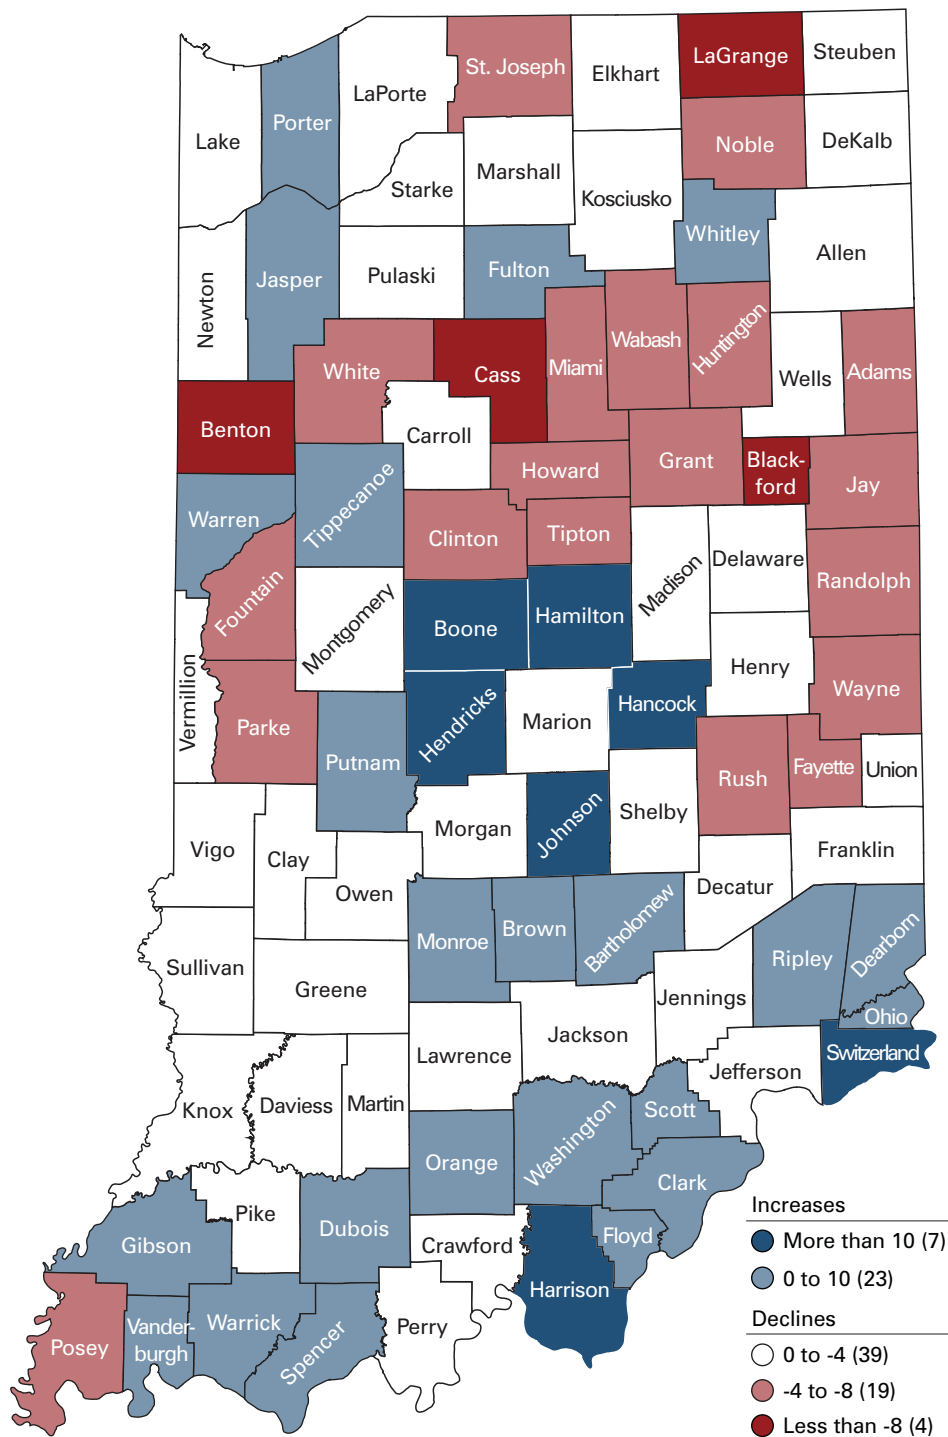 St. Joseph
LaGrange
Steuben
Elkhart
LaPorte
Porter
Lake
Noble
DeKalb
Marshall
Starke
Kosciusko
Whitley
Allen
Fulton
Pulaski
Jasper
Newton
Wabash
Huntington
Miami
White
Cass
Wells
Adams
Benton
Carroll
Howard
Grant
Black-
ford
Jay
Warren
Tippecanoe
Clinton
Tipton
Madison
Delaware
Randolph
Fountain
Montgomery
Boone
Hamilton
Henry
Wayne
Vermillion
Parke
Putnam
Hendricks
Marion
Hancock
Rush
Fayette
Union
Morgan
Johnson
Shelby
Franklin
Vigo
Clay
Owen
Decatur
Monroe
Brown
Bartholomew
Ripley
Dearborn
Sullivan
Greene
Jennings
Ohio
Jackson
Lawrence
Switzerland
Jefferson
Knox
Daviess
Martin
Washington
Scott
Orange
Clark
Pike
Dubois
Gibson
Crawford
Floyd
Harrison
Posey
Vander-
burgh
Warrick
Spencer
Perry
Increases
More than 10 (7)
0 to 10 (23)
Declines
0 to -4 (39)
-4 to -8 (19)
Less than -8 (4)